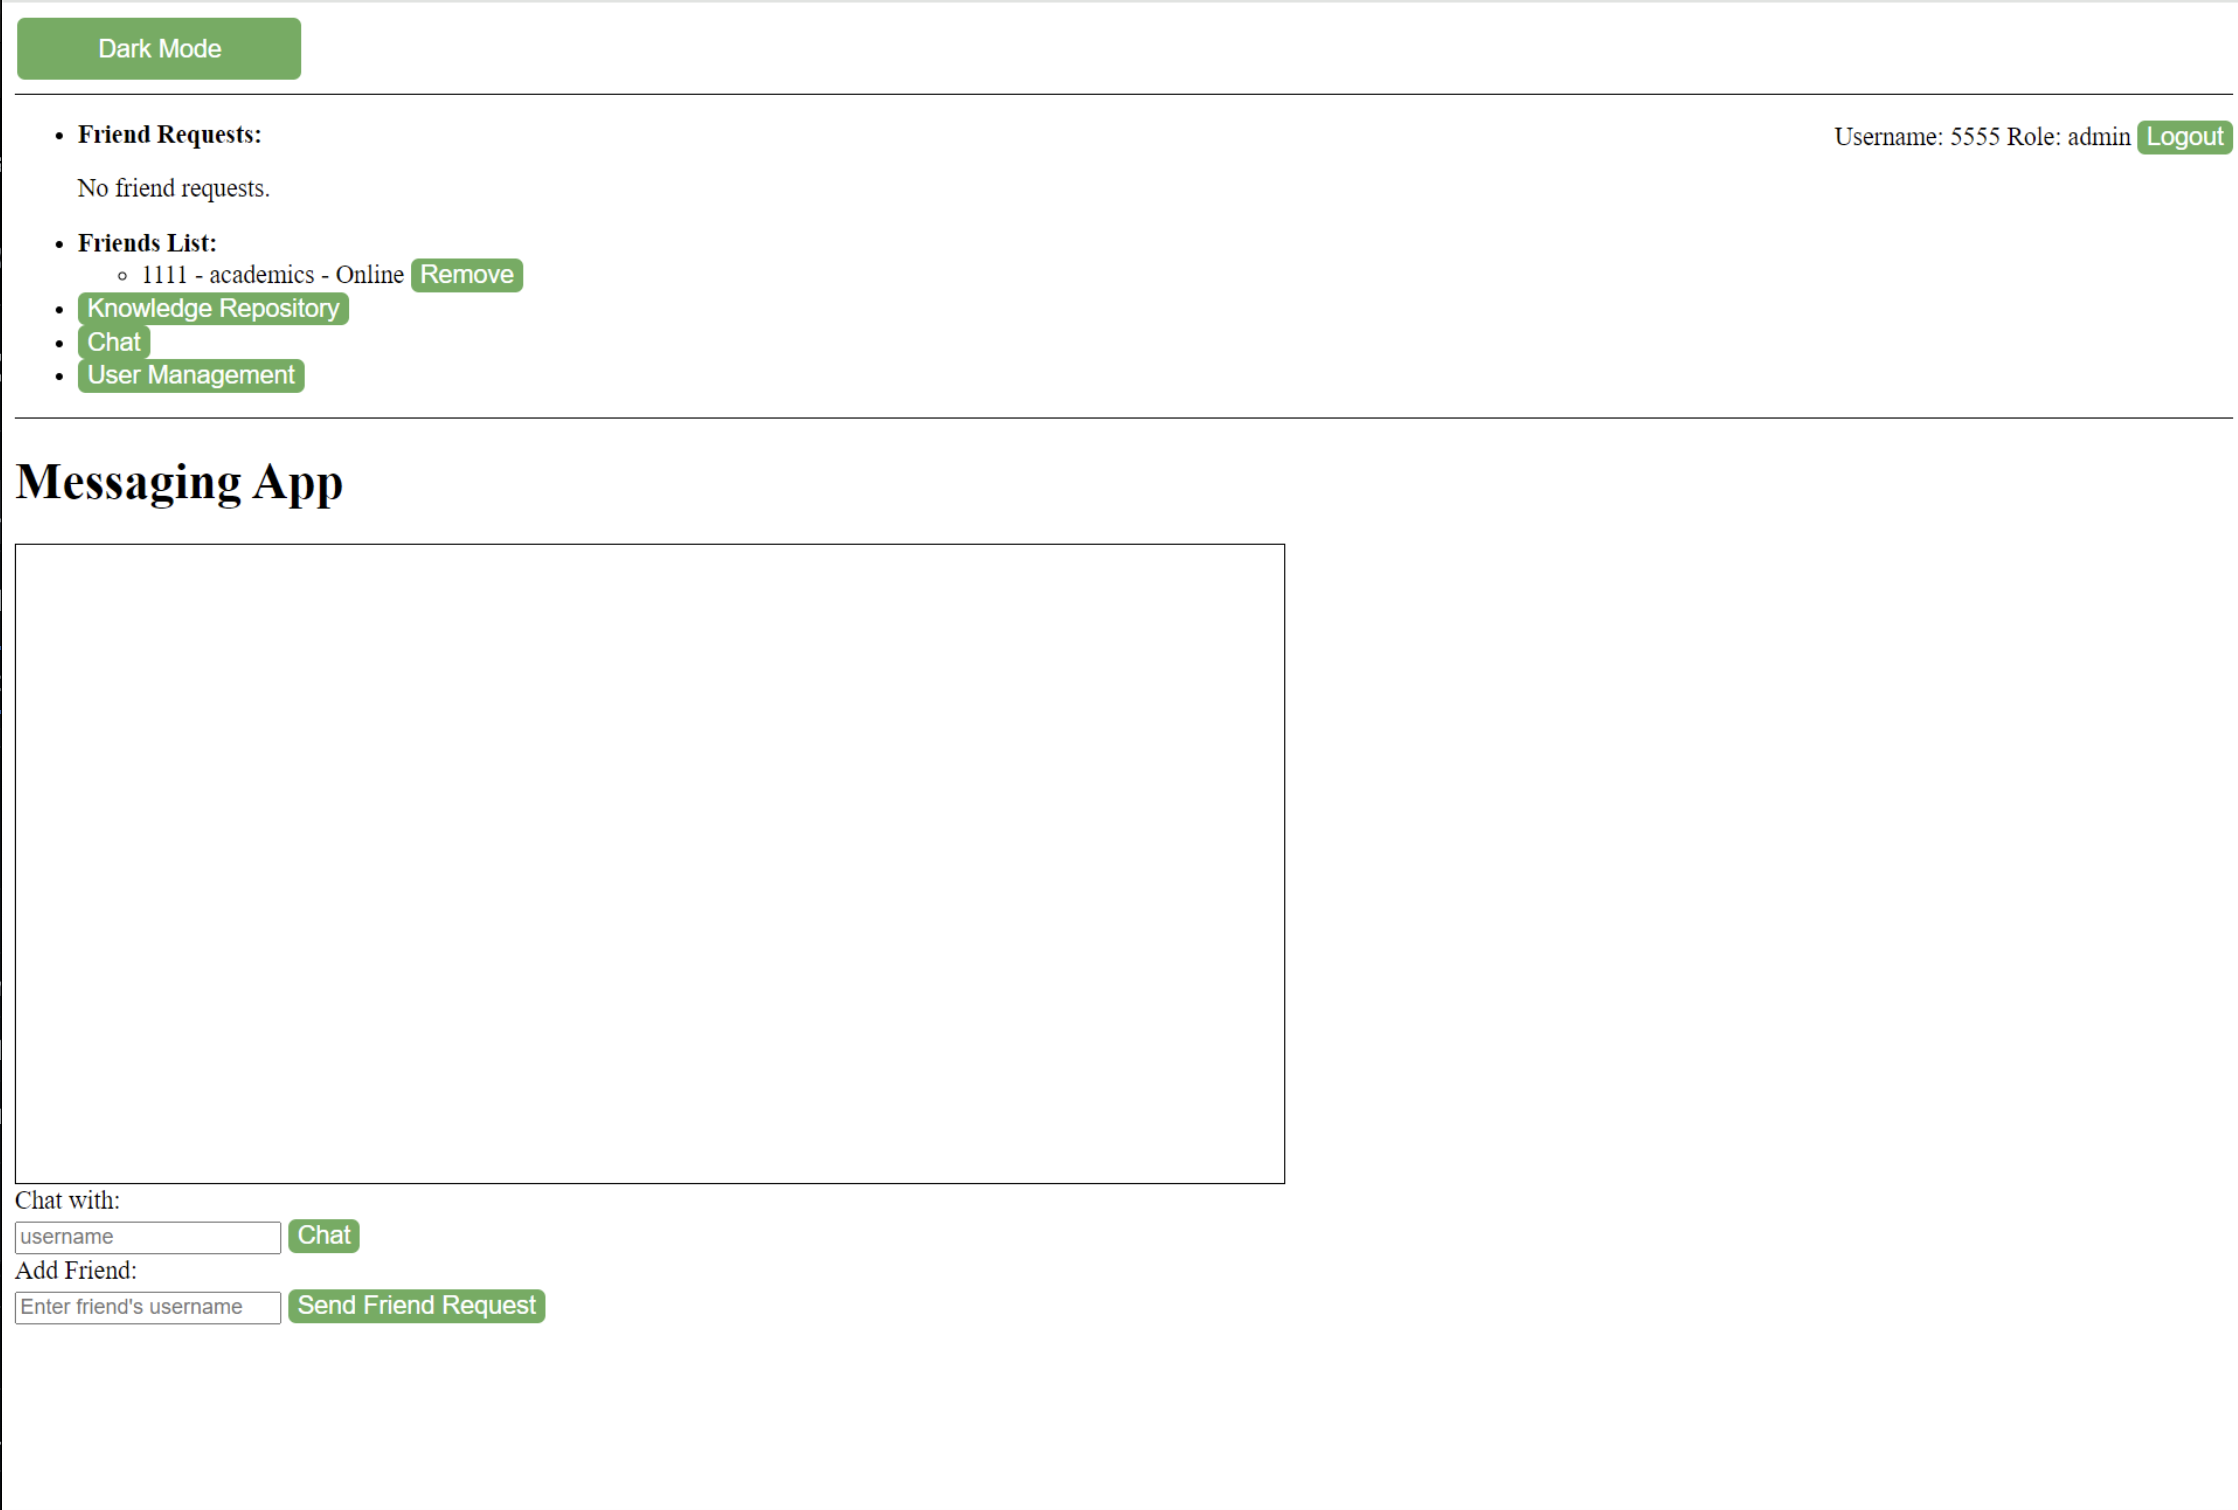 Dark Mode
Friend Requests:
Username: 5555 Role: admin Logout
No friend requests.
Friends List:
1111 - academics - Online Remove
Knowledge Repository
Chat
User Management
Messaging App
Chat with:
username Chat
Add Friend:
Enter friend's username Send Friend Request